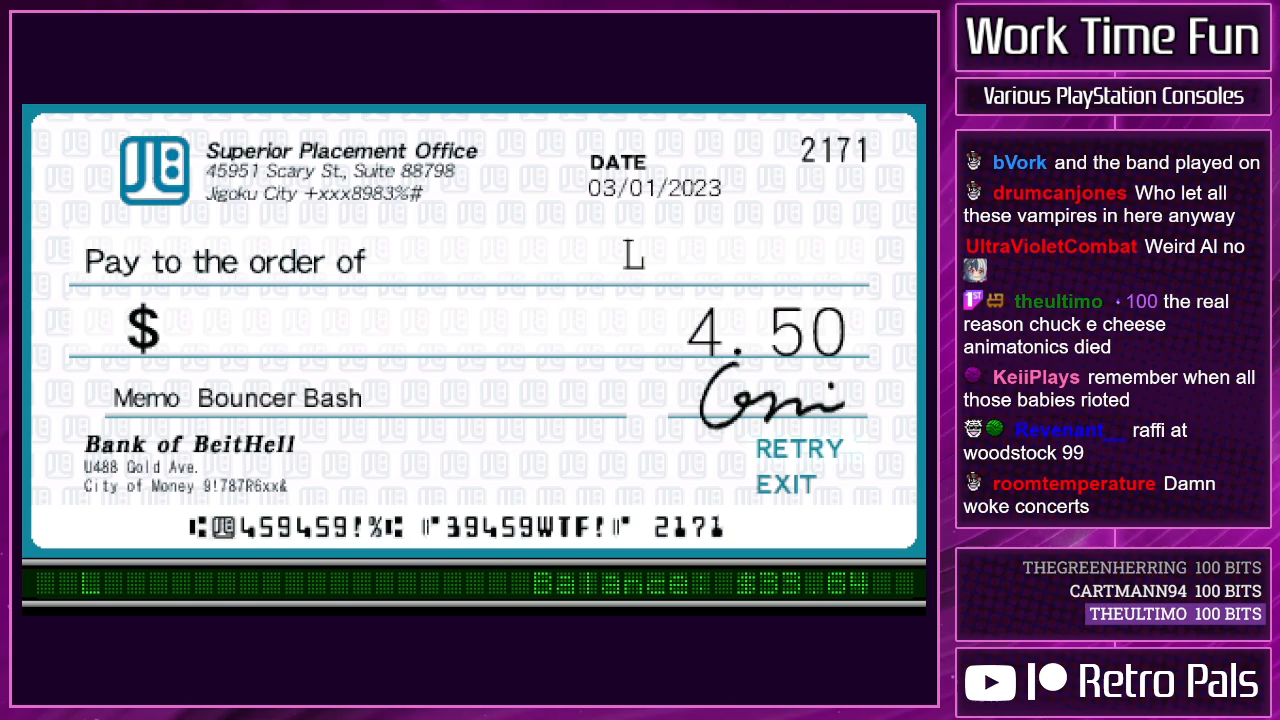 Superior Placement Office
45951 Scary St., Suite 88798
Jigoku City +xxx8983%#
DATE
03/01/2023
2171
Pay to the order of L
$ 4.50
Memo Bouncer Bash
Bank of BeitHell
U488 Gold Ave.
City of Money 9!787R6xx&
RETRY
EXIT
459459!% 39459WTF! 2171
L Balance: $33.64
Work Time Fun
Various PlayStation Consoles
bVork and the band played on
drumcanjones Who let all
these vampires in here anyway
UltraVioletCombat Weird Al no
1ST theultimo • 100 the real
reason chuck e cheese
animatonics died
KeiiPlays remember when all
those babies rioted
Revenant__ raffi at
woodstock 99
roomtemperature Damn
woke concerts
THEGREENHERRING 100 BITS
CARTMANN94 100 BITS
THEULTIMO 100 BITS
Retro Pals